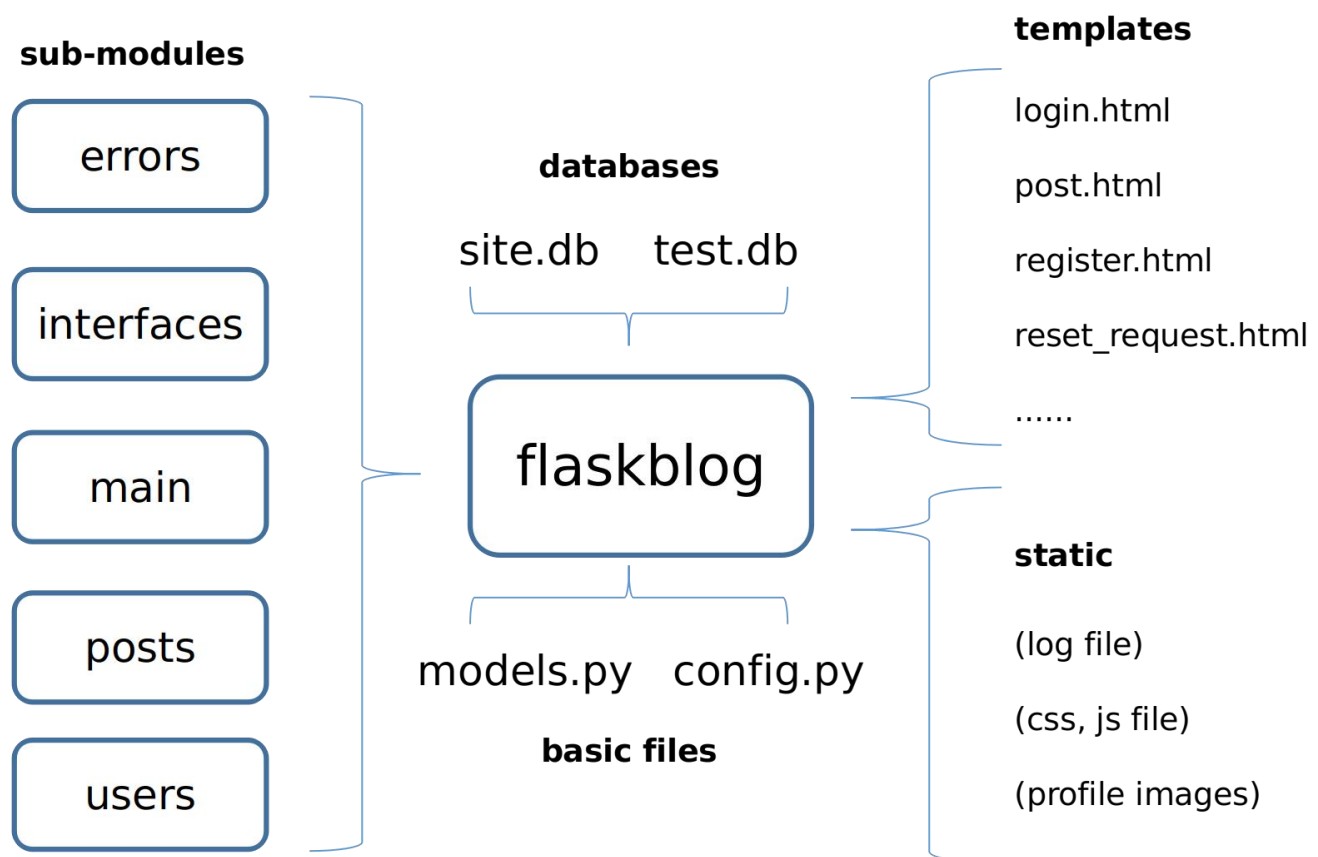 sub-modules
errors
interfaces
main
posts
users
databases
site.db test.db
flaskblog
models.py config.py
basic files
templates
login.html
post.html
register.html
reset_request.html
......
static
(log file)
(css, js file)
(profile images)